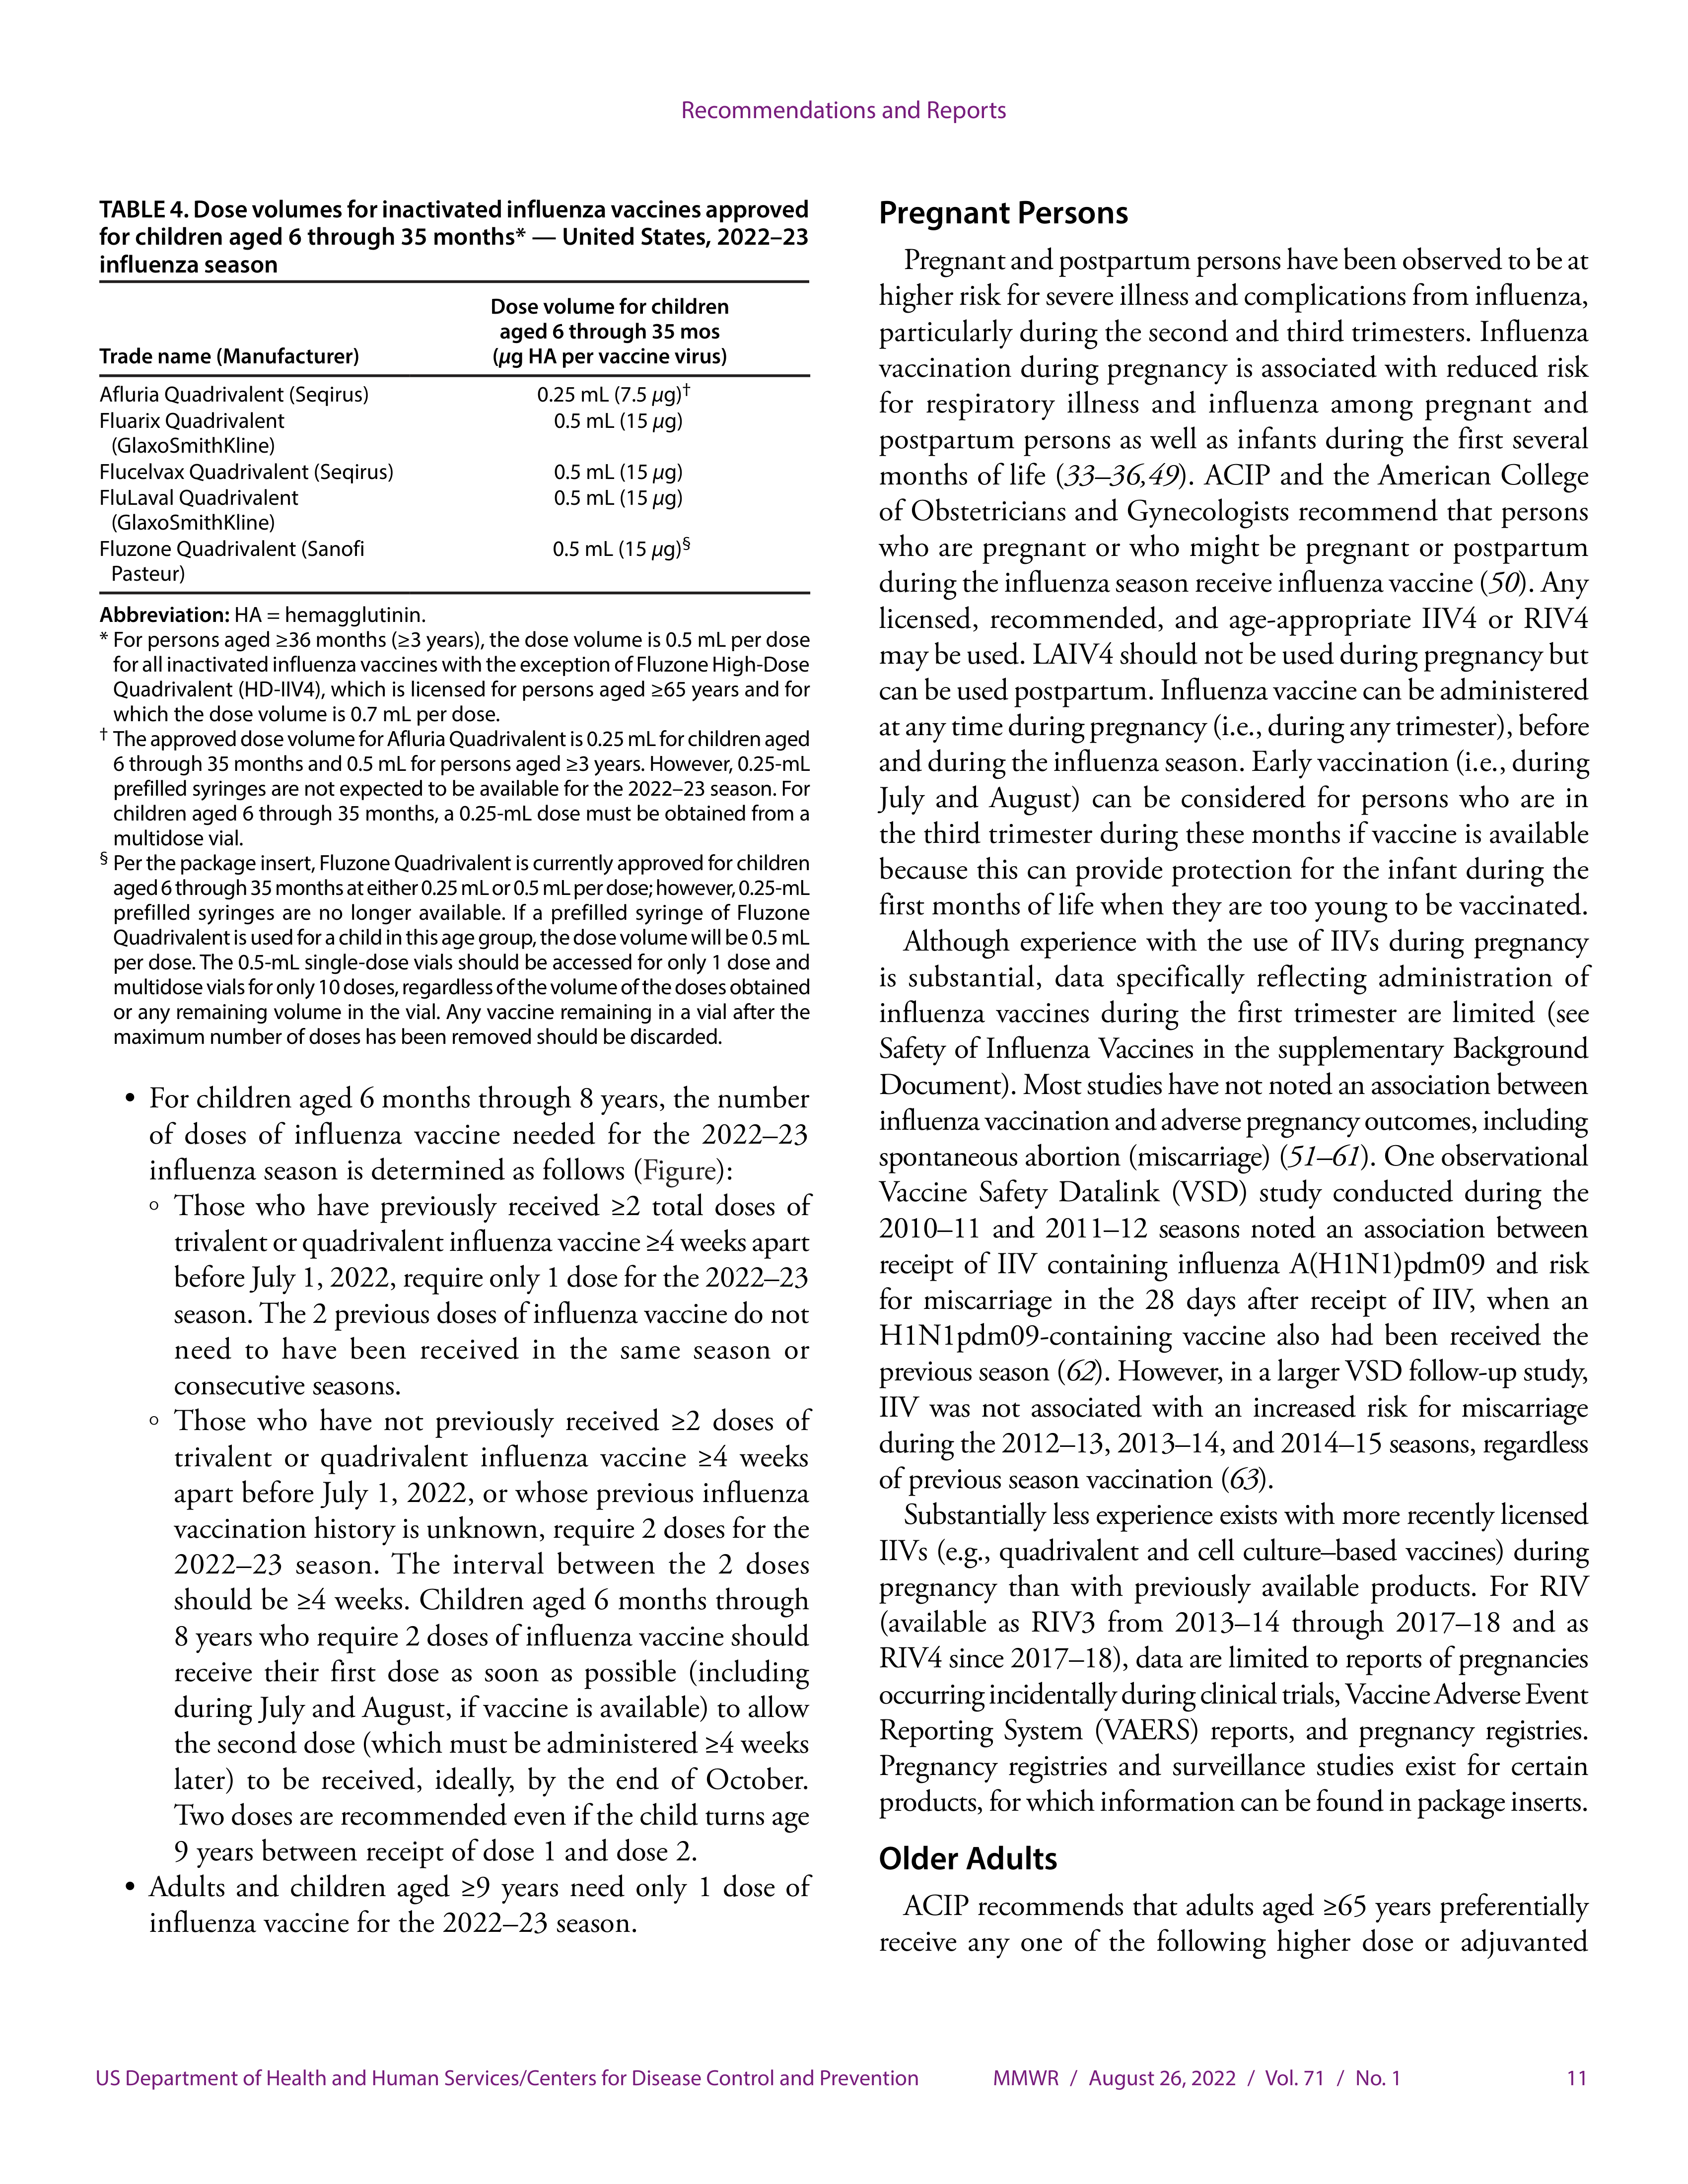 Recommendations and Reports
TABLE 4. Dose volumes for inactivated influenza vaccines approved
for children aged 6 through 35 months* — United States, 2022–23
influenza season
Trade name (Manufacturer)
Dose volume for children
aged 6 through 35 mos
(µg HA per vaccine virus)
Afluria Quadrivalent (Seqirus) 0.25 mL (7.5 µg)†
Fluarix Quadrivalent 0.5 mL (15 µg)
(GlaxoSmithKline)
Flucelvax Quadrivalent (Seqirus) 0.5 mL (15 µg)
FluLaval Quadrivalent 0.5 mL (15 µg)
(GlaxoSmithKline)
Fluzone Quadrivalent (Sanofi 0.5 mL (15 µg)§
Pasteur)
Abbreviation: HA = hemagglutinin.
* For persons aged ≥36 months (≥3 years), the dose volume is 0.5 mL per dose
for all inactivated influenza vaccines with the exception of Fluzone High-Dose
Quadrivalent (HD-IIV4), which is licensed for persons aged ≥65 years and for
which the dose volume is 0.7 mL per dose.
† The approved dose volume for Afluria Quadrivalent is 0.25 mL for children aged
6 through 35 months and 0.5 mL for persons aged ≥3 years. However, 0.25-mL
prefilled syringes are not expected to be available for the 2022–23 season. For
children aged 6 through 35 months, a 0.25-mL dose must be obtained from a
multidose vial.
§ Per the package insert, Fluzone Quadrivalent is currently approved for children
aged 6 through 35 months at either 0.25 mL or 0.5 mL per dose; however, 0.25-mL
prefilled syringes are no longer available. If a prefilled syringe of Fluzone
Quadrivalent is used for a child in this age group, the dose volume will be 0.5 mL
per dose. The 0.5-mL single-dose vials should be accessed for only 1 dose and
multidose vials for only 10 doses, regardless of the volume of the doses obtained
or any remaining volume in the vial. Any vaccine remaining in a vial after the
maximum number of doses has been removed should be discarded.
• For children aged 6 months through 8 years, the number
of doses of influenza vaccine needed for the 2022–23
influenza season is determined as follows (Figure):
◦ Those who have previously received ≥2 total doses of
trivalent or quadrivalent influenza vaccine ≥4 weeks apart
before July 1, 2022, require only 1 dose for the 2022–23
season. The 2 previous doses of influenza vaccine do not
need to have been received in the same season or
consecutive seasons.
◦ Those who have not previously received ≥2 doses of
trivalent or quadrivalent influenza vaccine ≥4 weeks
apart before July 1, 2022, or whose previous influenza
vaccination history is unknown, require 2 doses for the
2022–23 season. The interval between the 2 doses
should be ≥4 weeks. Children aged 6 months through
8 years who require 2 doses of influenza vaccine should
receive their first dose as soon as possible (including
during July and August, if vaccine is available) to allow
the second dose (which must be administered ≥4 weeks
later) to be received, ideally, by the end of October.
Two doses are recommended even if the child turns age
9 years between receipt of dose 1 and dose 2.
• Adults and children aged ≥9 years need only 1 dose of
influenza vaccine for the 2022–23 season.
Pregnant Persons
Pregnant and postpartum persons have been observed to be at
higher risk for severe illness and complications from influenza,
particularly during the second and third trimesters. Influenza
vaccination during pregnancy is associated with reduced risk
for respiratory illness and influenza among pregnant and
postpartum persons as well as infants during the first several
months of life (33–36,49). ACIP and the American College
of Obstetricians and Gynecologists recommend that persons
who are pregnant or who might be pregnant or postpartum
during the influenza season receive influenza vaccine (50). Any
licensed, recommended, and age-appropriate IIV4 or RIV4
may be used. LAIV4 should not be used during pregnancy but
can be used postpartum. Influenza vaccine can be administered
at any time during pregnancy (i.e., during any trimester), before
and during the influenza season. Early vaccination (i.e., during
July and August) can be considered for persons who are in
the third trimester during these months if vaccine is available
because this can provide protection for the infant during the
first months of life when they are too young to be vaccinated.
Although experience with the use of IIVs during pregnancy
is substantial, data specifically reflecting administration of
influenza vaccines during the first trimester are limited (see
Safety of Influenza Vaccines in the supplementary Background
Document). Most studies have not noted an association between
influenza vaccination and adverse pregnancy outcomes, including
spontaneous abortion (miscarriage) (51–61). One observational
Vaccine Safety Datalink (VSD) study conducted during the
2010–11 and 2011–12 seasons noted an association between
receipt of IIV containing influenza A(H1N1)pdm09 and risk
for miscarriage in the 28 days after receipt of IIV, when an
H1N1pdm09-containing vaccine also had been received the
previous season (62). However, in a larger VSD follow-up study,
IIV was not associated with an increased risk for miscarriage
during the 2012–13, 2013–14, and 2014–15 seasons, regardless
of previous season vaccination (63).
Substantially less experience exists with more recently licensed
IIVs (e.g., quadrivalent and cell culture–based vaccines) during
pregnancy than with previously available products. For RIV
(available as RIV3 from 2013–14 through 2017–18 and as
RIV4 since 2017–18), data are limited to reports of pregnancies
occurring incidentally during clinical trials, Vaccine Adverse Event
Reporting System (VAERS) reports, and pregnancy registries.
Pregnancy registries and surveillance studies exist for certain
products, for which information can be found in package inserts.
Older Adults
ACIP recommends that adults aged ≥65 years preferentially
receive any one of the following higher dose or adjuvanted
US Department of Health and Human Services/Centers for Disease Control and Prevention MMWR / August 26, 2022 / Vol. 71 / No. 1 11